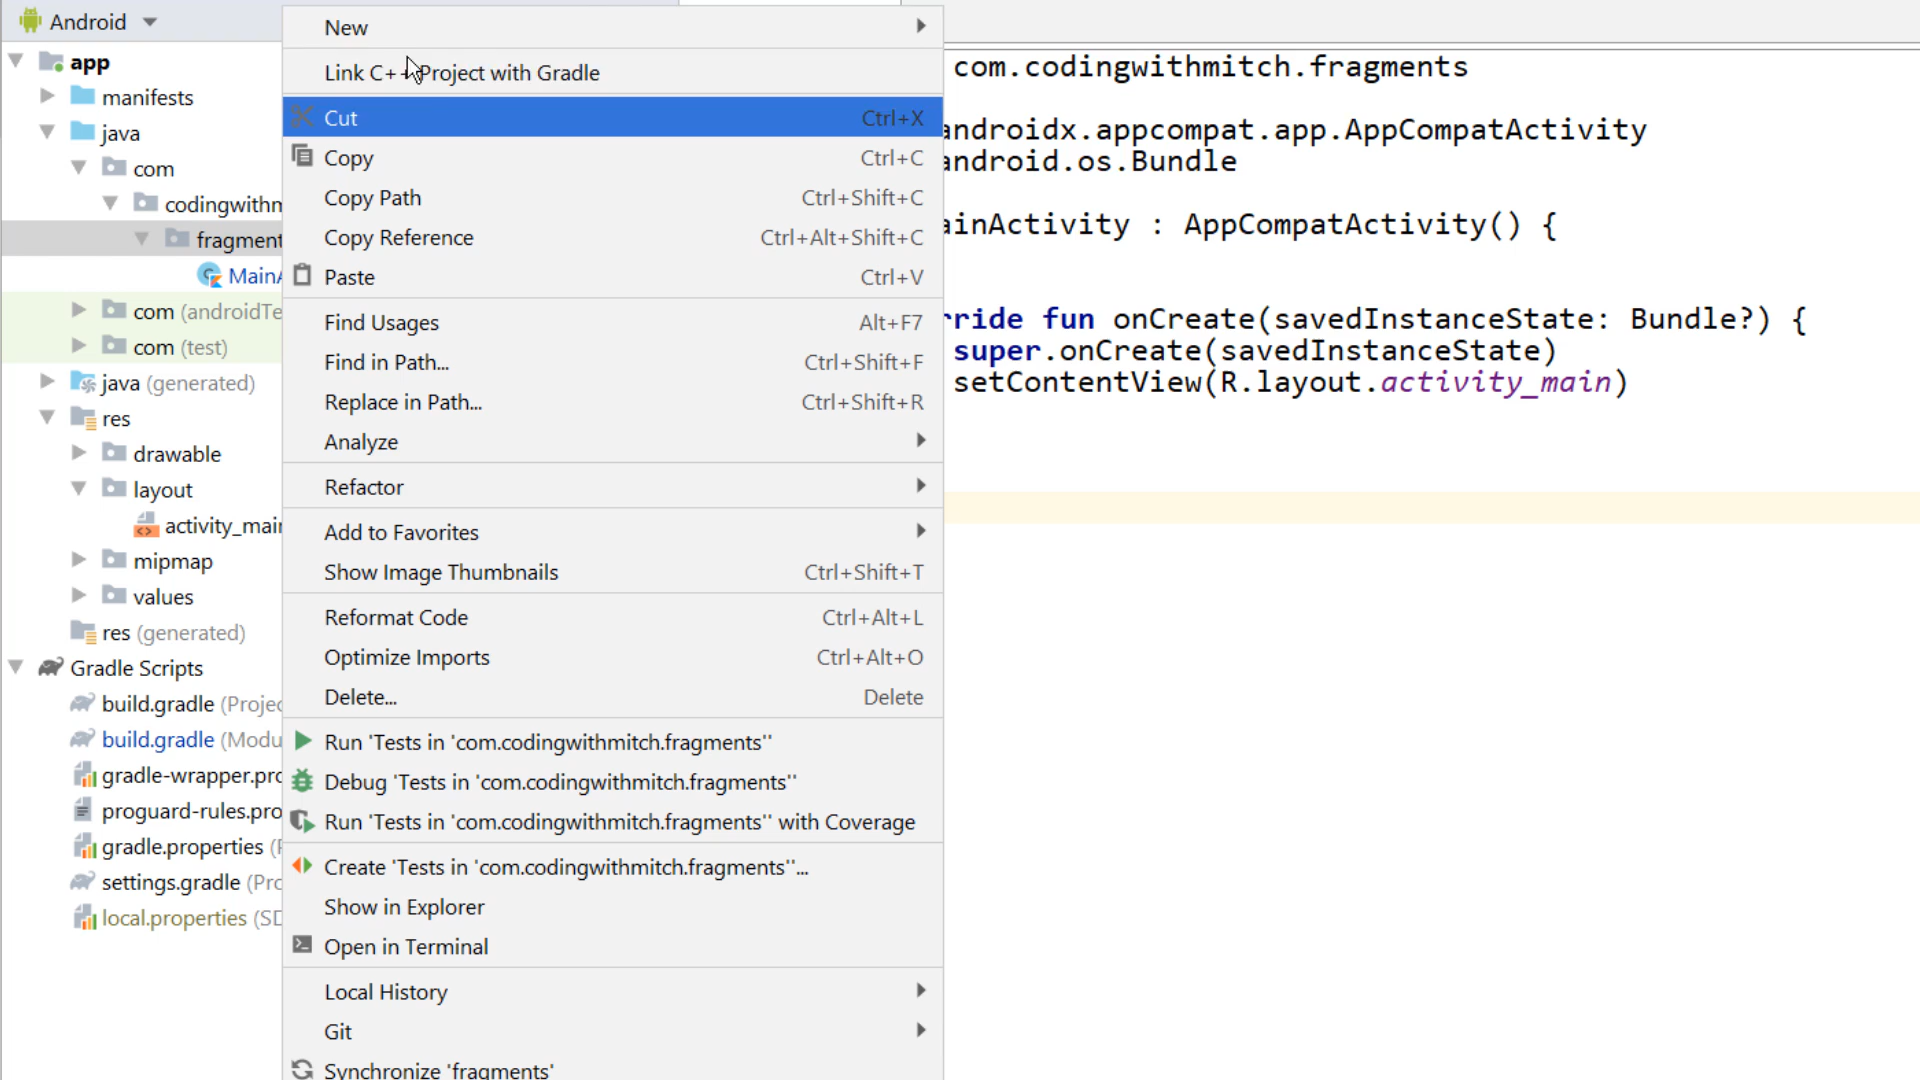 Android
app
manifests
java
com
codingwithm
fragment
MainA
com (androidTe
com (test)
java (generated)
res
drawable
layout
activity_mai
mipmap
values
res (generated)
Gradle Scripts
build.gradle (Projec
build.gradle (Modu
gradle-wrapper.pro
proguard-rules.pro
gradle.properties (P
settings.gradle (Pro
local.properties (SD
New
Link C++ Project with Gradle
Cut Ctrl+X
Copy Ctrl+C
Copy Path Ctrl+Shift+C
Copy Reference Ctrl+Alt+Shift+C
Paste Ctrl+V
Find Usages Alt+F7
Find in Path... Ctrl+Shift+F
Replace in Path... Ctrl+Shift+R
Analyze
Refactor
Add to Favorites
Show Image Thumbnails Ctrl+Shift+T
Reformat Code Ctrl+Alt+L
Optimize Imports Ctrl+Alt+O
Delete... Delete
Run 'Tests in 'com.codingwithmitch.fragments''
Debug 'Tests in 'com.codingwithmitch.fragments''
Run 'Tests in 'com.codingwithmitch.fragments'' with Coverage
Create 'Tests in 'com.codingwithmitch.fragments''...
Show in Explorer
Open in Terminal
Local History
Git
Synchronize 'fragments'
com.codingwithmitch.fragments
androidx.appcompat.app.AppCompatActivity
android.os.Bundle
ainActivity : AppCompatActivity() {
rride fun onCreate(savedInstanceState: Bundle?) {
super.onCreate(savedInstanceState)
setContentView(R.layout.activity_main)